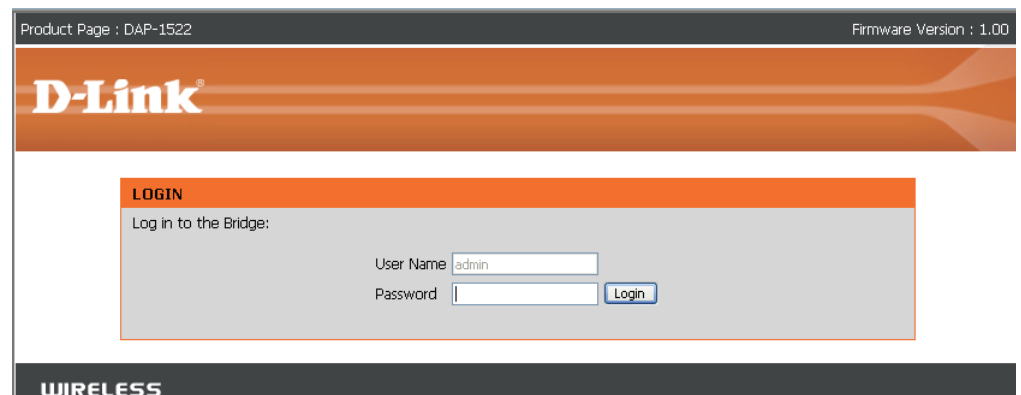 Product Page : DAP-1522 Firmware Version : 1.00
D-Link®
LOGIN
Log in to the Bridge:
User Name admin
Password Login
WIRELESS